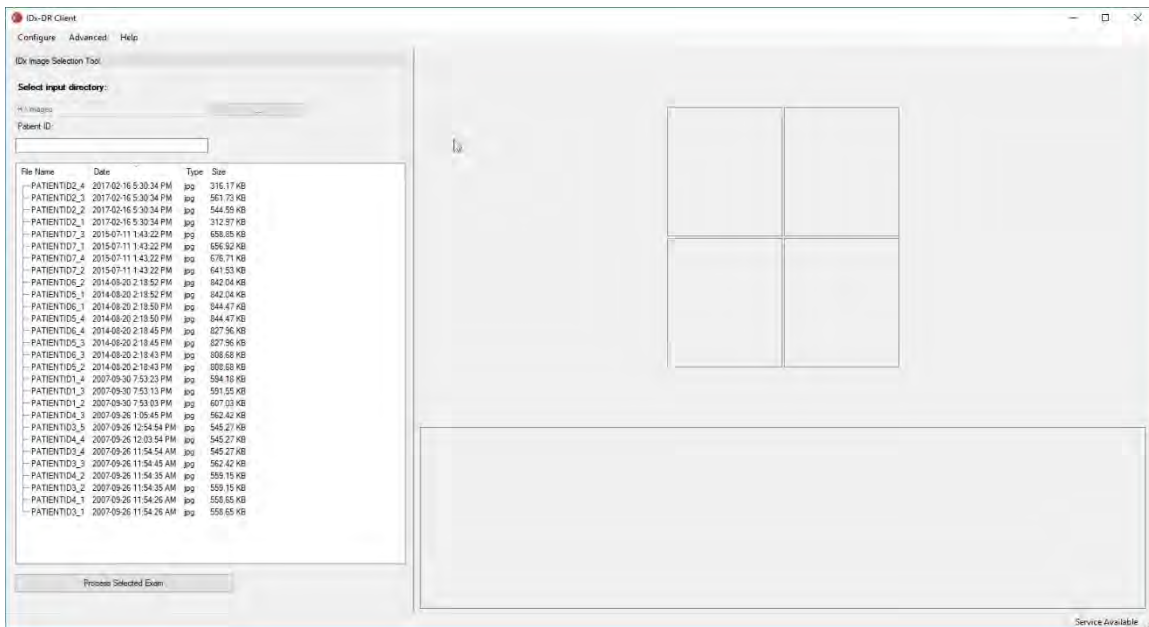 IDx-DR Client
Configure Advanced Help
IDx Image Selection Tool
Select input directory:
H:\Images
Patient ID:
File Name Date Type Size
PATIENTID2_4 2017-02-16 5:30:34 PM jpg 316.17 KB
PATIENTID2_3 2017-02-16 5:30:34 PM jpg 561.73 KB
PATIENTID2_2 2017-02-16 5:30:34 PM jpg 544.59 KB
PATIENTID2_1 2017-02-16 5:30:34 PM jpg 312.97 KB
PATIENTID7_3 2015-07-11 1:43:22 PM jpg 658.85 KB
PATIENTID7_1 2015-07-11 1:43:22 PM jpg 656.92 KB
PATIENTID7_4 2015-07-11 1:43:22 PM jpg 676.71 KB
PATIENTID7_2 2015-07-11 1:43:22 PM jpg 641.53 KB
PATIENTID6_2 2014-08-20 2:18:52 PM jpg 842.04 KB
PATIENTID5_1 2014-08-20 2:18:52 PM jpg 842.04 KB
PATIENTID6_1 2014-08-20 2:18:50 PM jpg 844.47 KB
PATIENTID5_4 2014-08-20 2:18:50 PM jpg 844.47 KB
PATIENTID6_4 2014-08-20 2:18:45 PM jpg 827.96 KB
PATIENTID5_3 2014-08-20 2:18:45 PM jpg 827.96 KB
PATIENTID6_3 2014-08-20 2:18:43 PM jpg 808.68 KB
PATIENTID5_2 2014-08-20 2:18:43 PM jpg 808.68 KB
PATIENTID1_4 2007-09-30 7:53:23 PM jpg 594.16 KB
PATIENTID1_3 2007-09-30 7:53:13 PM jpg 591.55 KB
PATIENTID1_2 2007-09-30 7:53:03 PM jpg 607.03 KB
PATIENTID4_3 2007-09-26 1:05:45 PM jpg 562.42 KB
PATIENTID3_5 2007-09-26 12:54:54 PM jpg 545.27 KB
PATIENTID4_4 2007-09-26 12:03:54 PM jpg 545.27 KB
PATIENTID3_4 2007-09-26 11:54:54 AM jpg 545.27 KB
PATIENTID3_3 2007-09-26 11:54:45 AM jpg 562.42 KB
PATIENTID4_2 2007-09-26 11:54:35 AM jpg 559.15 KB
PATIENTID3_2 2007-09-26 11:54:35 AM jpg 559.15 KB
PATIENTID4_1 2007-09-26 11:54:26 AM jpg 558.65 KB
PATIENTID3_1 2007-09-26 11:54:26 AM jpg 558.65 KB
Process Selected Exam
Service Available